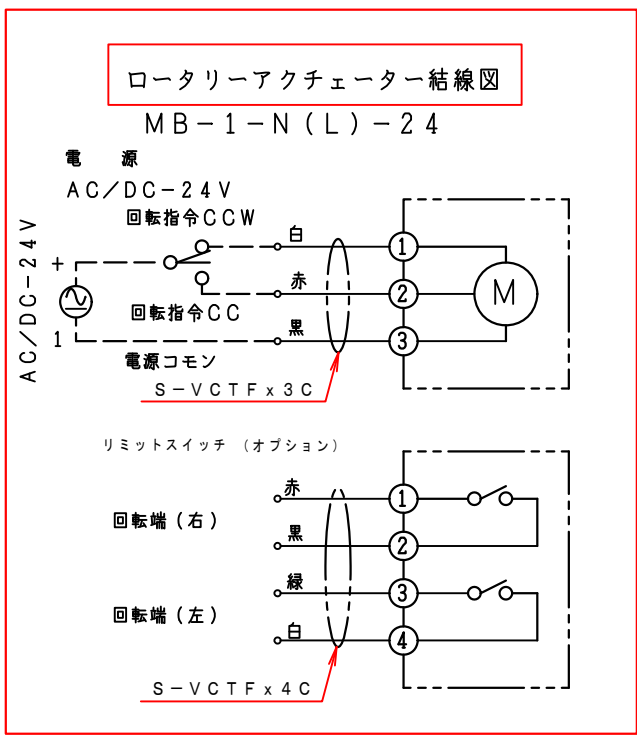 ロータリーアクチェーター結線図
MB-1-N(L)-24
電 源
AC/DC-24V
回転指令CCW
白
1
AC/DC-24V
+
赤
2
M
回転指令CC
1
黒
3
電源コモン
S-VCTFx3C
リミットスイッチ (オプション)
赤
1
回転端(右)
黒
2
緑
3
回転端(左)
白
4
S-VCTFx4C